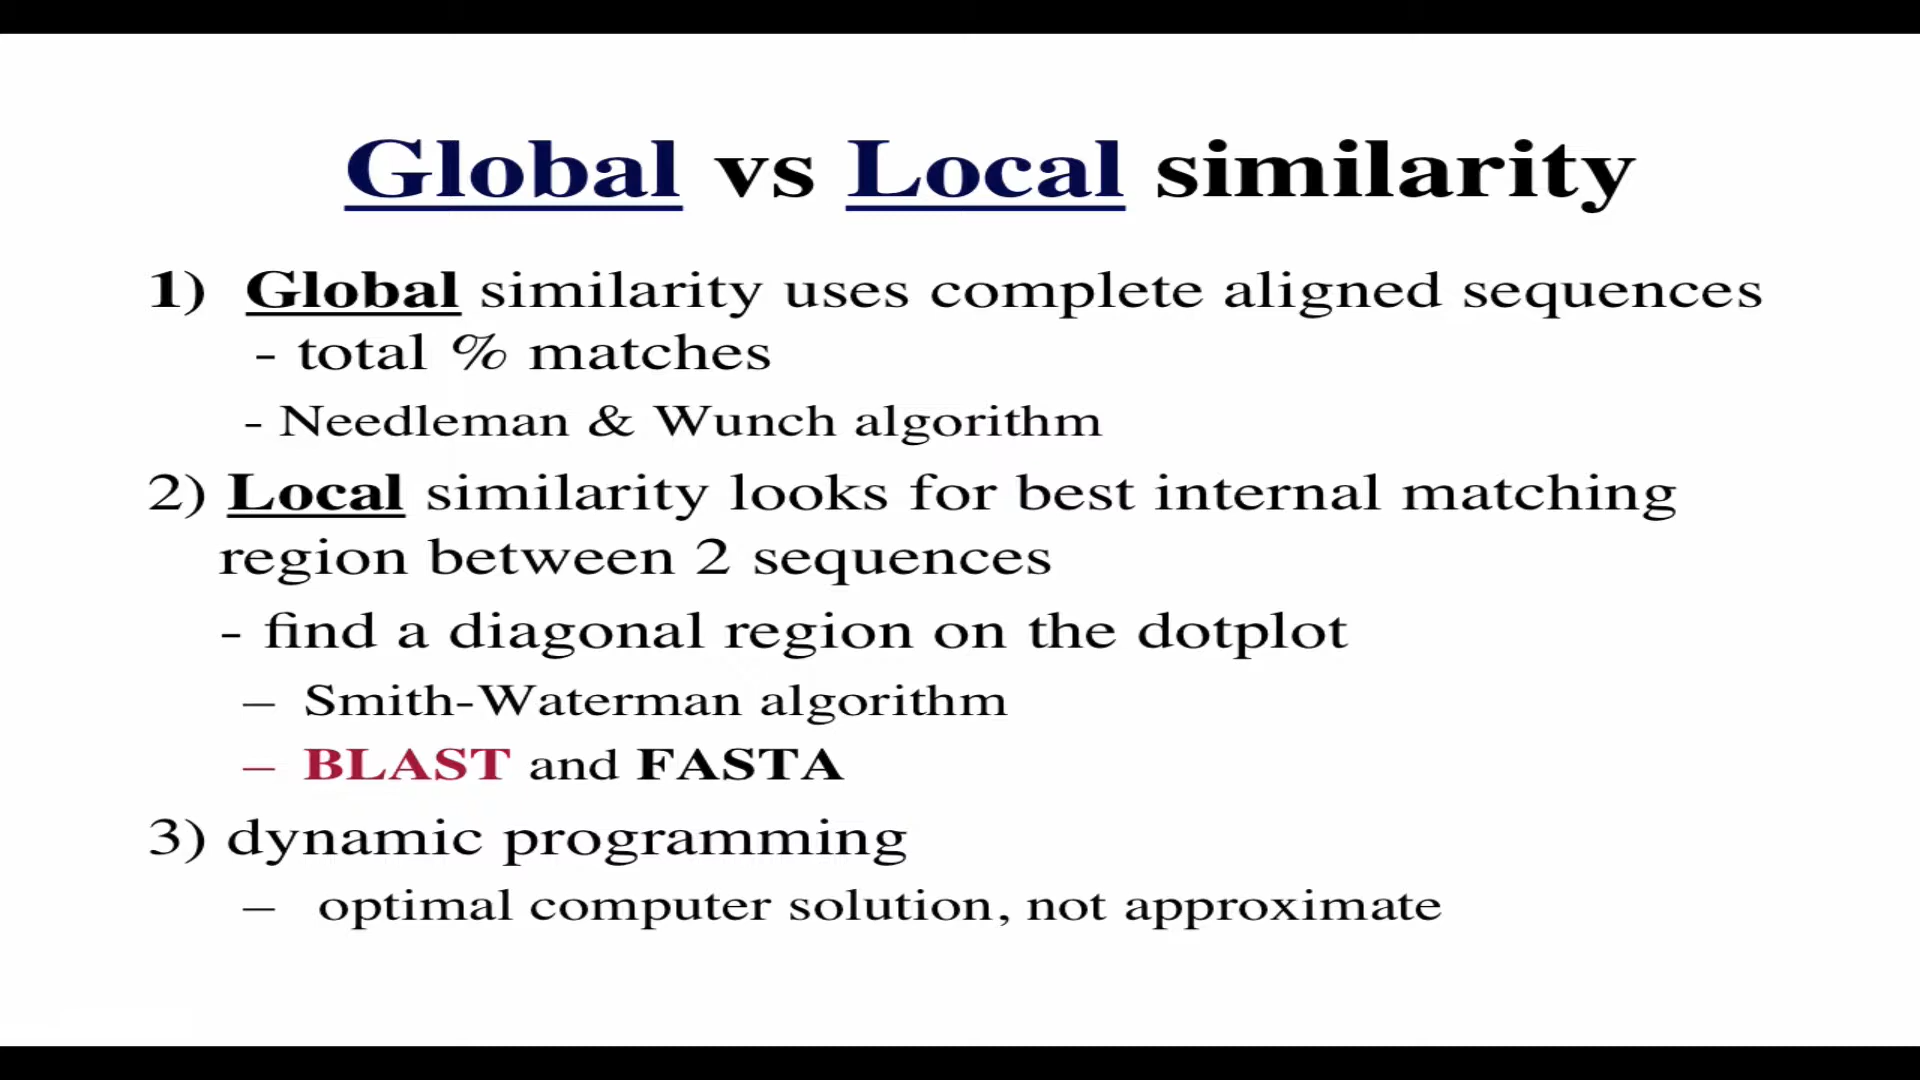 Global vs Local similarity
1) Global similarity uses complete aligned sequences
- total % matches
- Needleman & Wunch algorithm
2) Local similarity looks for best internal matching
region between 2 sequences
- find a diagonal region on the dotplot
– Smith-Waterman algorithm
– BLAST and FASTA
3) dynamic programming
– optimal computer solution, not approximate